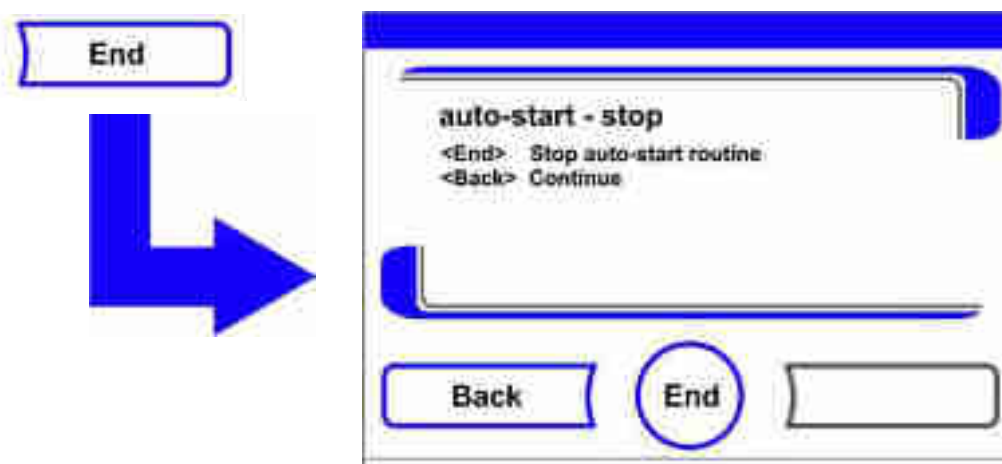 End
auto-start - stop
<End> Stop auto-start routine
<Back> Continue
Back
End